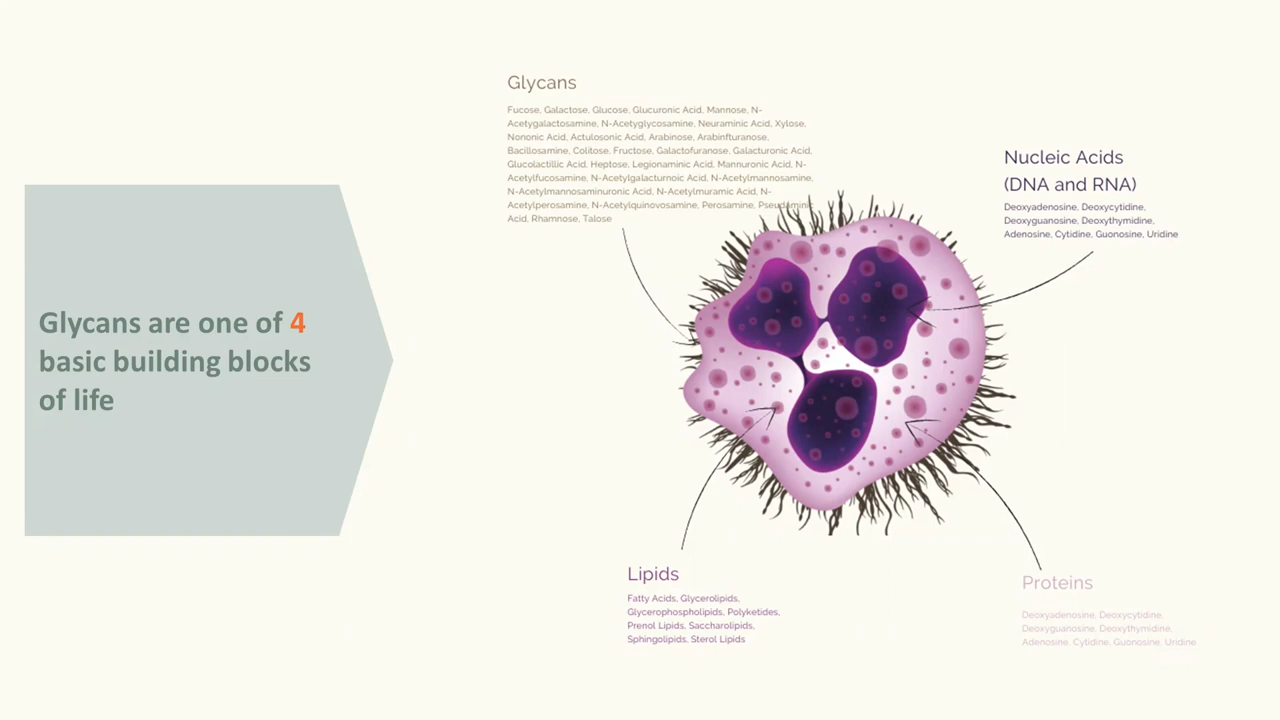 Glycans are one of 4
basic building blocks
of life
Glycans
Fucose, Galactose, Glucose, Glucuronic Acid, Mannose, N-
Acetygalactosamine, N-Acetyglycosamine, Neuraminic Acid, Xylose,
Nononic Acid, Actulosonic Acid, Arabinose, Arabinfturanose,
Bacillosamine, Colitose, Fructose, Galactofuranose, Galacturonic Acid,
Glucolactillic Acid, Heptose, Legionaminic Acid, Mannuronic Acid, N-
Acetylfucosamine, N-Acetylgalacturnoic Acid, N-Acetylmannosamine,
N-Acetylmannosaminuronic Acid, N-Acetylmuramic Acid, N-
Acetylperosamine, N-Acetylquinovosamine, Perosamine, Pseudaminic
Acid, Rhamnose, Talose
Nucleic Acids
(DNA and RNA)
Deoxyadenosine, Deoxycytidine,
Deoxyguanosine, Deoxythymidine,
Adenosine, Cytidine, Guonosine, Uridine
Lipids
Fatty Acids, Glycerolipids,
Glycerophospholipids, Polyketides,
Prenol Lipids, Saccharolipids,
Sphingolipids, Sterol Lipids
Proteins
Deoxyadenosine, Deoxycytidine,
Deoxyguanosine, Deoxythymidine,
Adenosine, Cytidine, Guonosine, Uridine